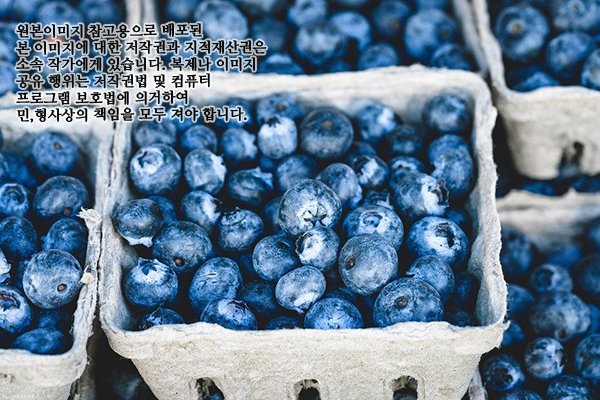 원본이미지 참고용으로 배포된
본 이미지에 대한 저작권과 지적재산권은
소속 작가에게 있습니다. 복제나 이미지
공유 행위는 저작권법 및 컴퓨터
프로그램 보호법에 의거하여
민,형사상의 책임을 모두 져야 합니다.